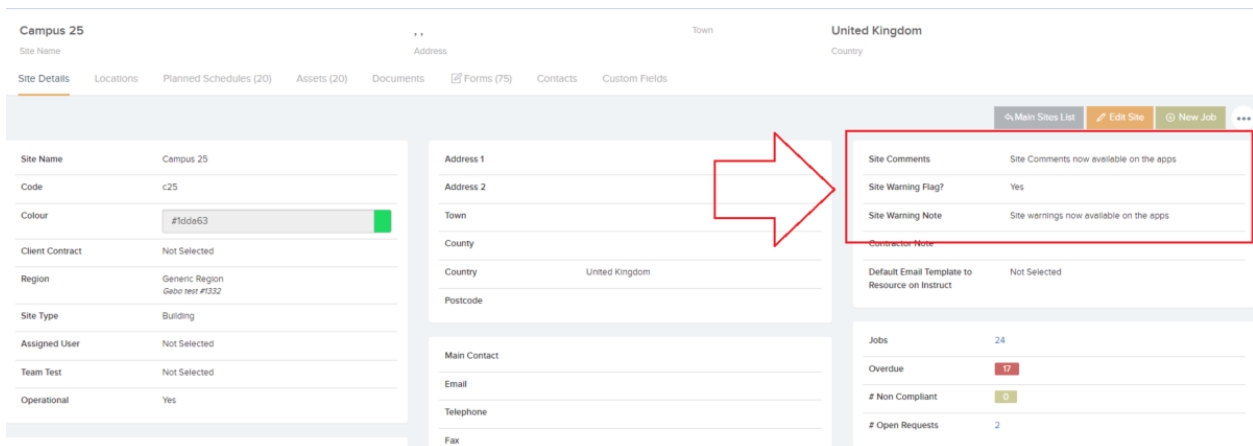 Campus 25
Site Name
, ,
Address
Town
United Kingdom
Country
Site Details Locations Planned Schedules (20) Assets (20) Documents Forms (75) Contacts Custom Fields
Main Sites List Edit Site New Job
Site Name Campus 25
Code c25
Colour #1dda63
Client Contract Not Selected
Region Generic Region
Gabo test #1332
Site Type Building
Assigned User Not Selected
Team Test Not Selected
Operational Yes
Address 1
Address 2
Town
County
Country United Kingdom
Postcode
Main Contact
Email
Telephone
Fax
Site Comments Site Comments now available on the apps
Site Warning Flag? Yes
Site Warning Note Site warnings now available on the apps
Contractor Note
Default Email Template to Not Selected
Resource on Instruct
Jobs 24
Overdue 17
# Non Compliant 0
# Open Requests 2